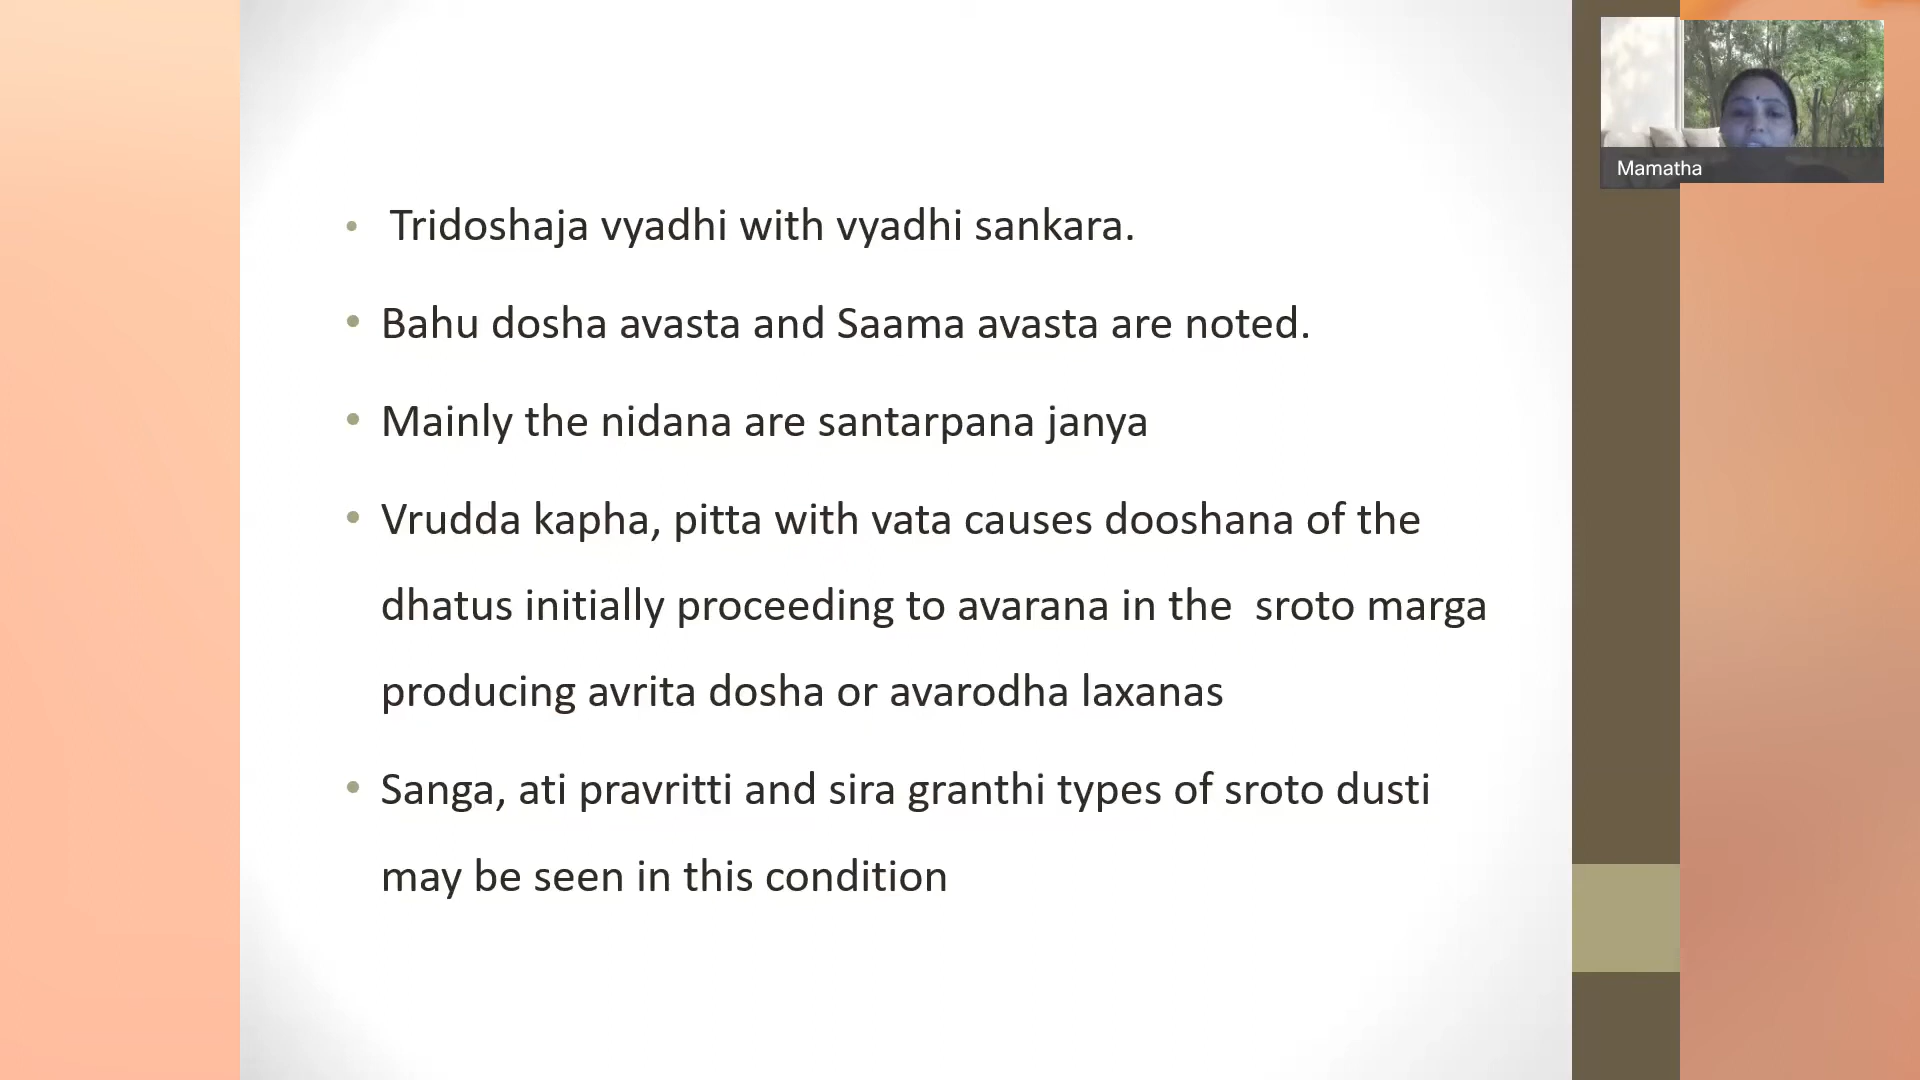 Mamatha
• Tridoshaja vyadhi with vyadhi sankara.
• Bahu dosha avasta and Saama avasta are noted.
• Mainly the nidana are santarpana janya
• Vrudda kapha, pitta with vata causes dooshana of the
dhatus initially proceeding to avarana in the sroto marga
producing avrita dosha or avarodha laxanas
• Sanga, ati pravritti and sira granthi types of sroto dusti
may be seen in this condition